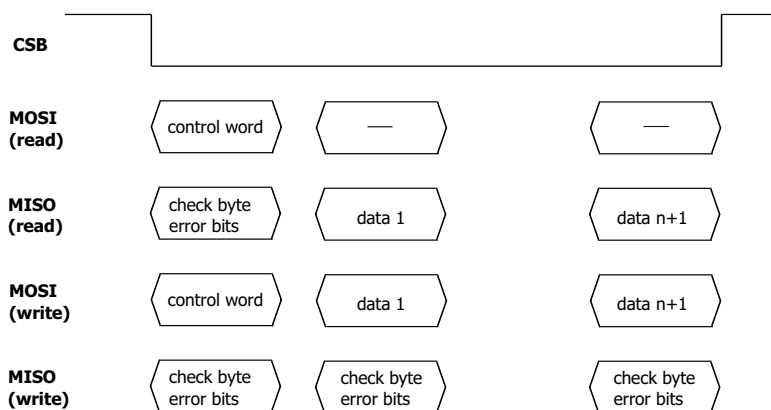 CSB
MOSI
(read)
control word
—
—
MISO
(read)
check byte
error bits
data 1
data n+1
MOSI
(write)
control word
data 1
data n+1
MISO
(write)
check byte
error bits
check byte
error bits
check byte
error bits